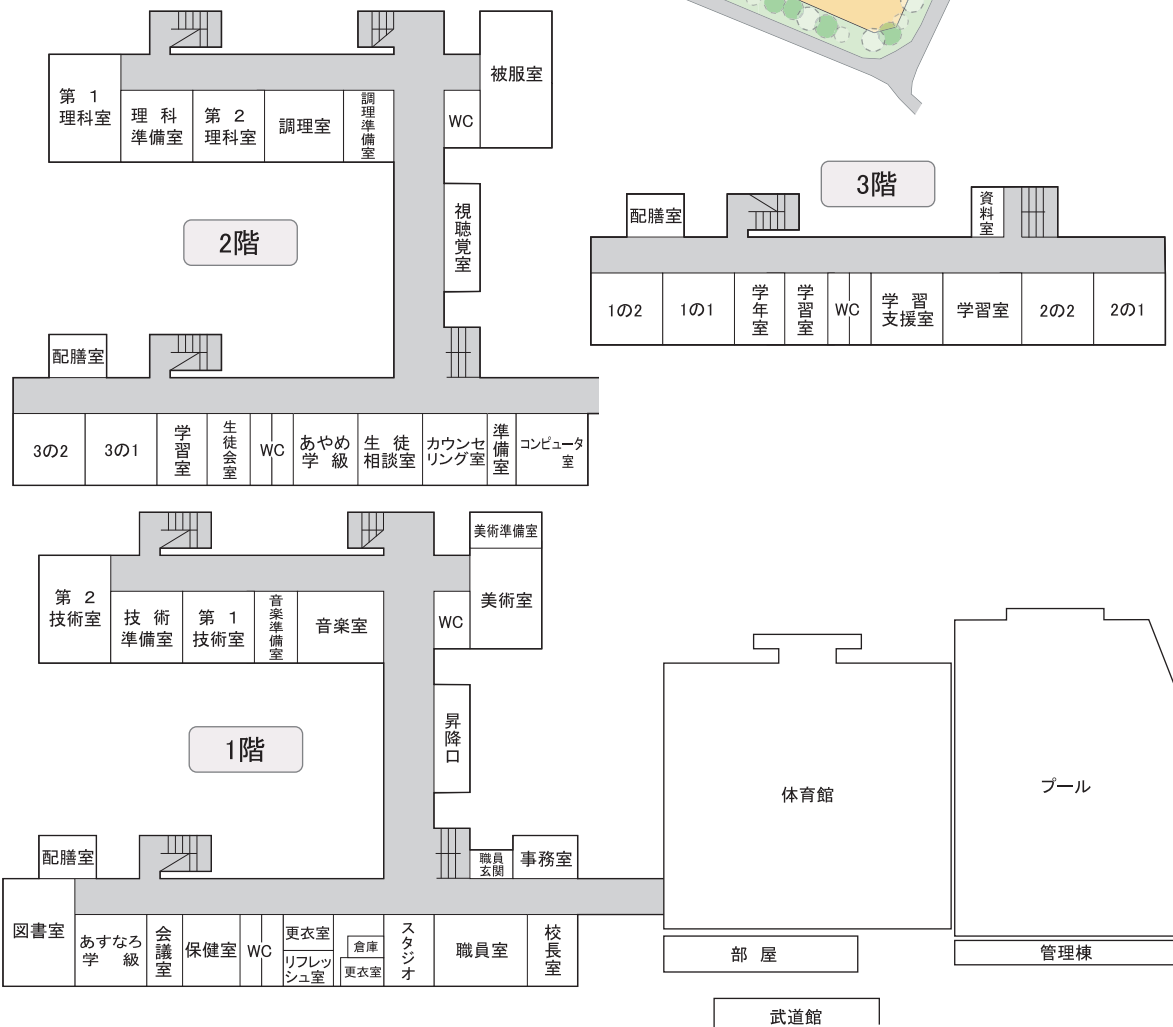 第 1
理科室
理 科
準備室
第 2
理科室
調理室
調理準備室
WC
被服室
2階
視聴覚室
配膳室
3の2
3の1
学習室
生徒会室
WC
あやめ
学 級
生 徒
相談室
カウンセ
リング室
準備室
コンピュータ
室
3階
配膳室
資料室
1の2
1の1
学年室
学習室
WC
学 習
支援室
学習室
2の2
2の1
美術準備室
第 2
技術室
技 術
準備室
第 1
技術室
音楽準備室
音楽室
WC
美術室
1階
昇降口
配膳室
職員
玄関
事務室
図書室
あすなろ
学 級
会議室
保健室
WC
更衣室
リフレッ
シュ室
倉庫
更衣室
スタジオ
職員室
校長室
体育館
プール
部 屋
管理棟
武道館